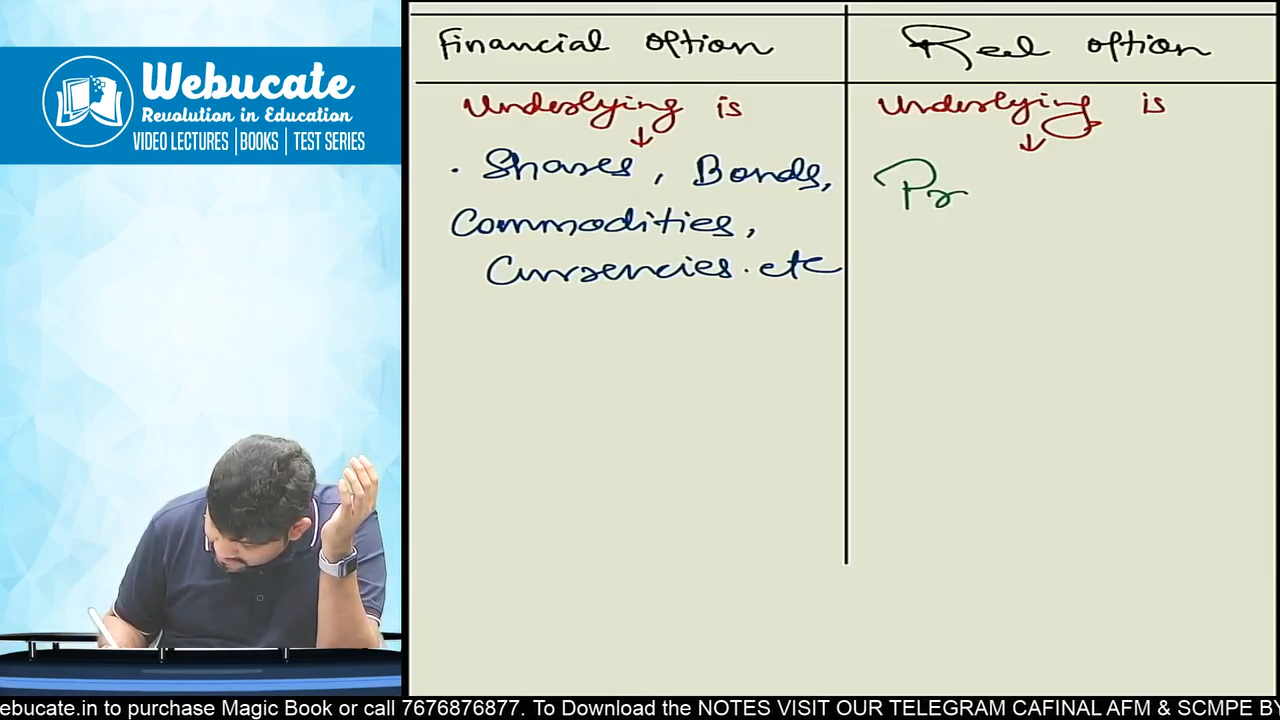 Webucate
Revolution in Education
VIDEO LECTURES | BOOKS | TEST SERIES
Financial option
Real option
Underlying is
Underlying is
. Shares, Bonds,
Commodities,
Currencies. etc
Pr
ebucate.in to purchase Magic Book or call 7676876877. To Download the NOTES VISIT OUR TELEGRAM CAFINAL AFM & SCMPE BY